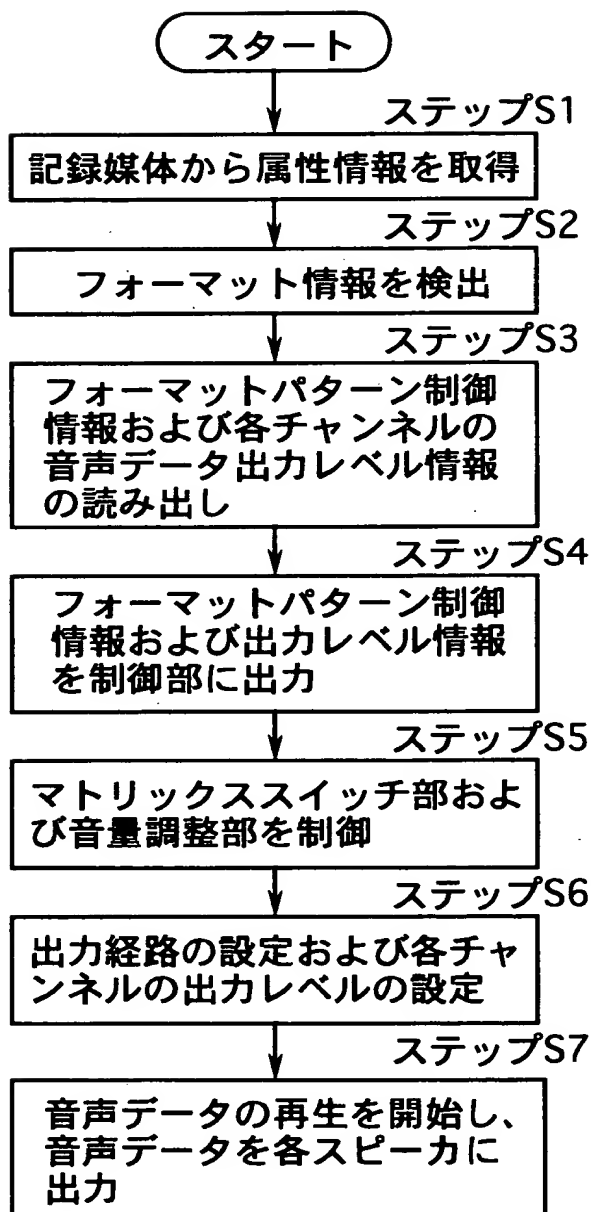 スタート
ステップS1
記録媒体から属性情報を取得
ステップS2
フォーマット情報を検出
ステップS3
フォーマットパターン制御
情報および各チャンネルの
音声データ出力レベル情報
の読み出し
ステップS4
フォーマットパターン制御
情報および出力レベル情報
を制御部に出力
ステップS5
マトリックススイッチ部およ
び音量調整部を制御
ステップS6
出力経路の設定および各チャ
ンネルの出力レベルの設定
ステップS7
音声データの再生を開始し、
音声データを各スピーカに
出力